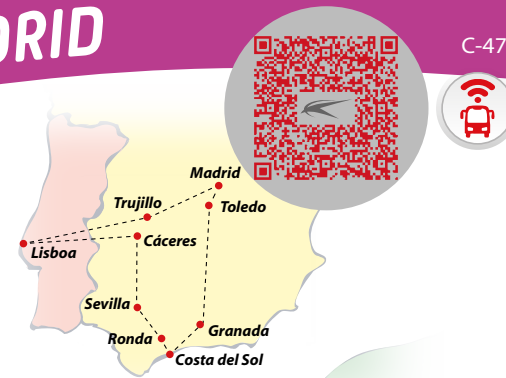 DRID
C-47
Madrid
Trujillo
Toledo
Cáceres
Lisboa
Sevilla
Granada
Ronda
Costa del Sol